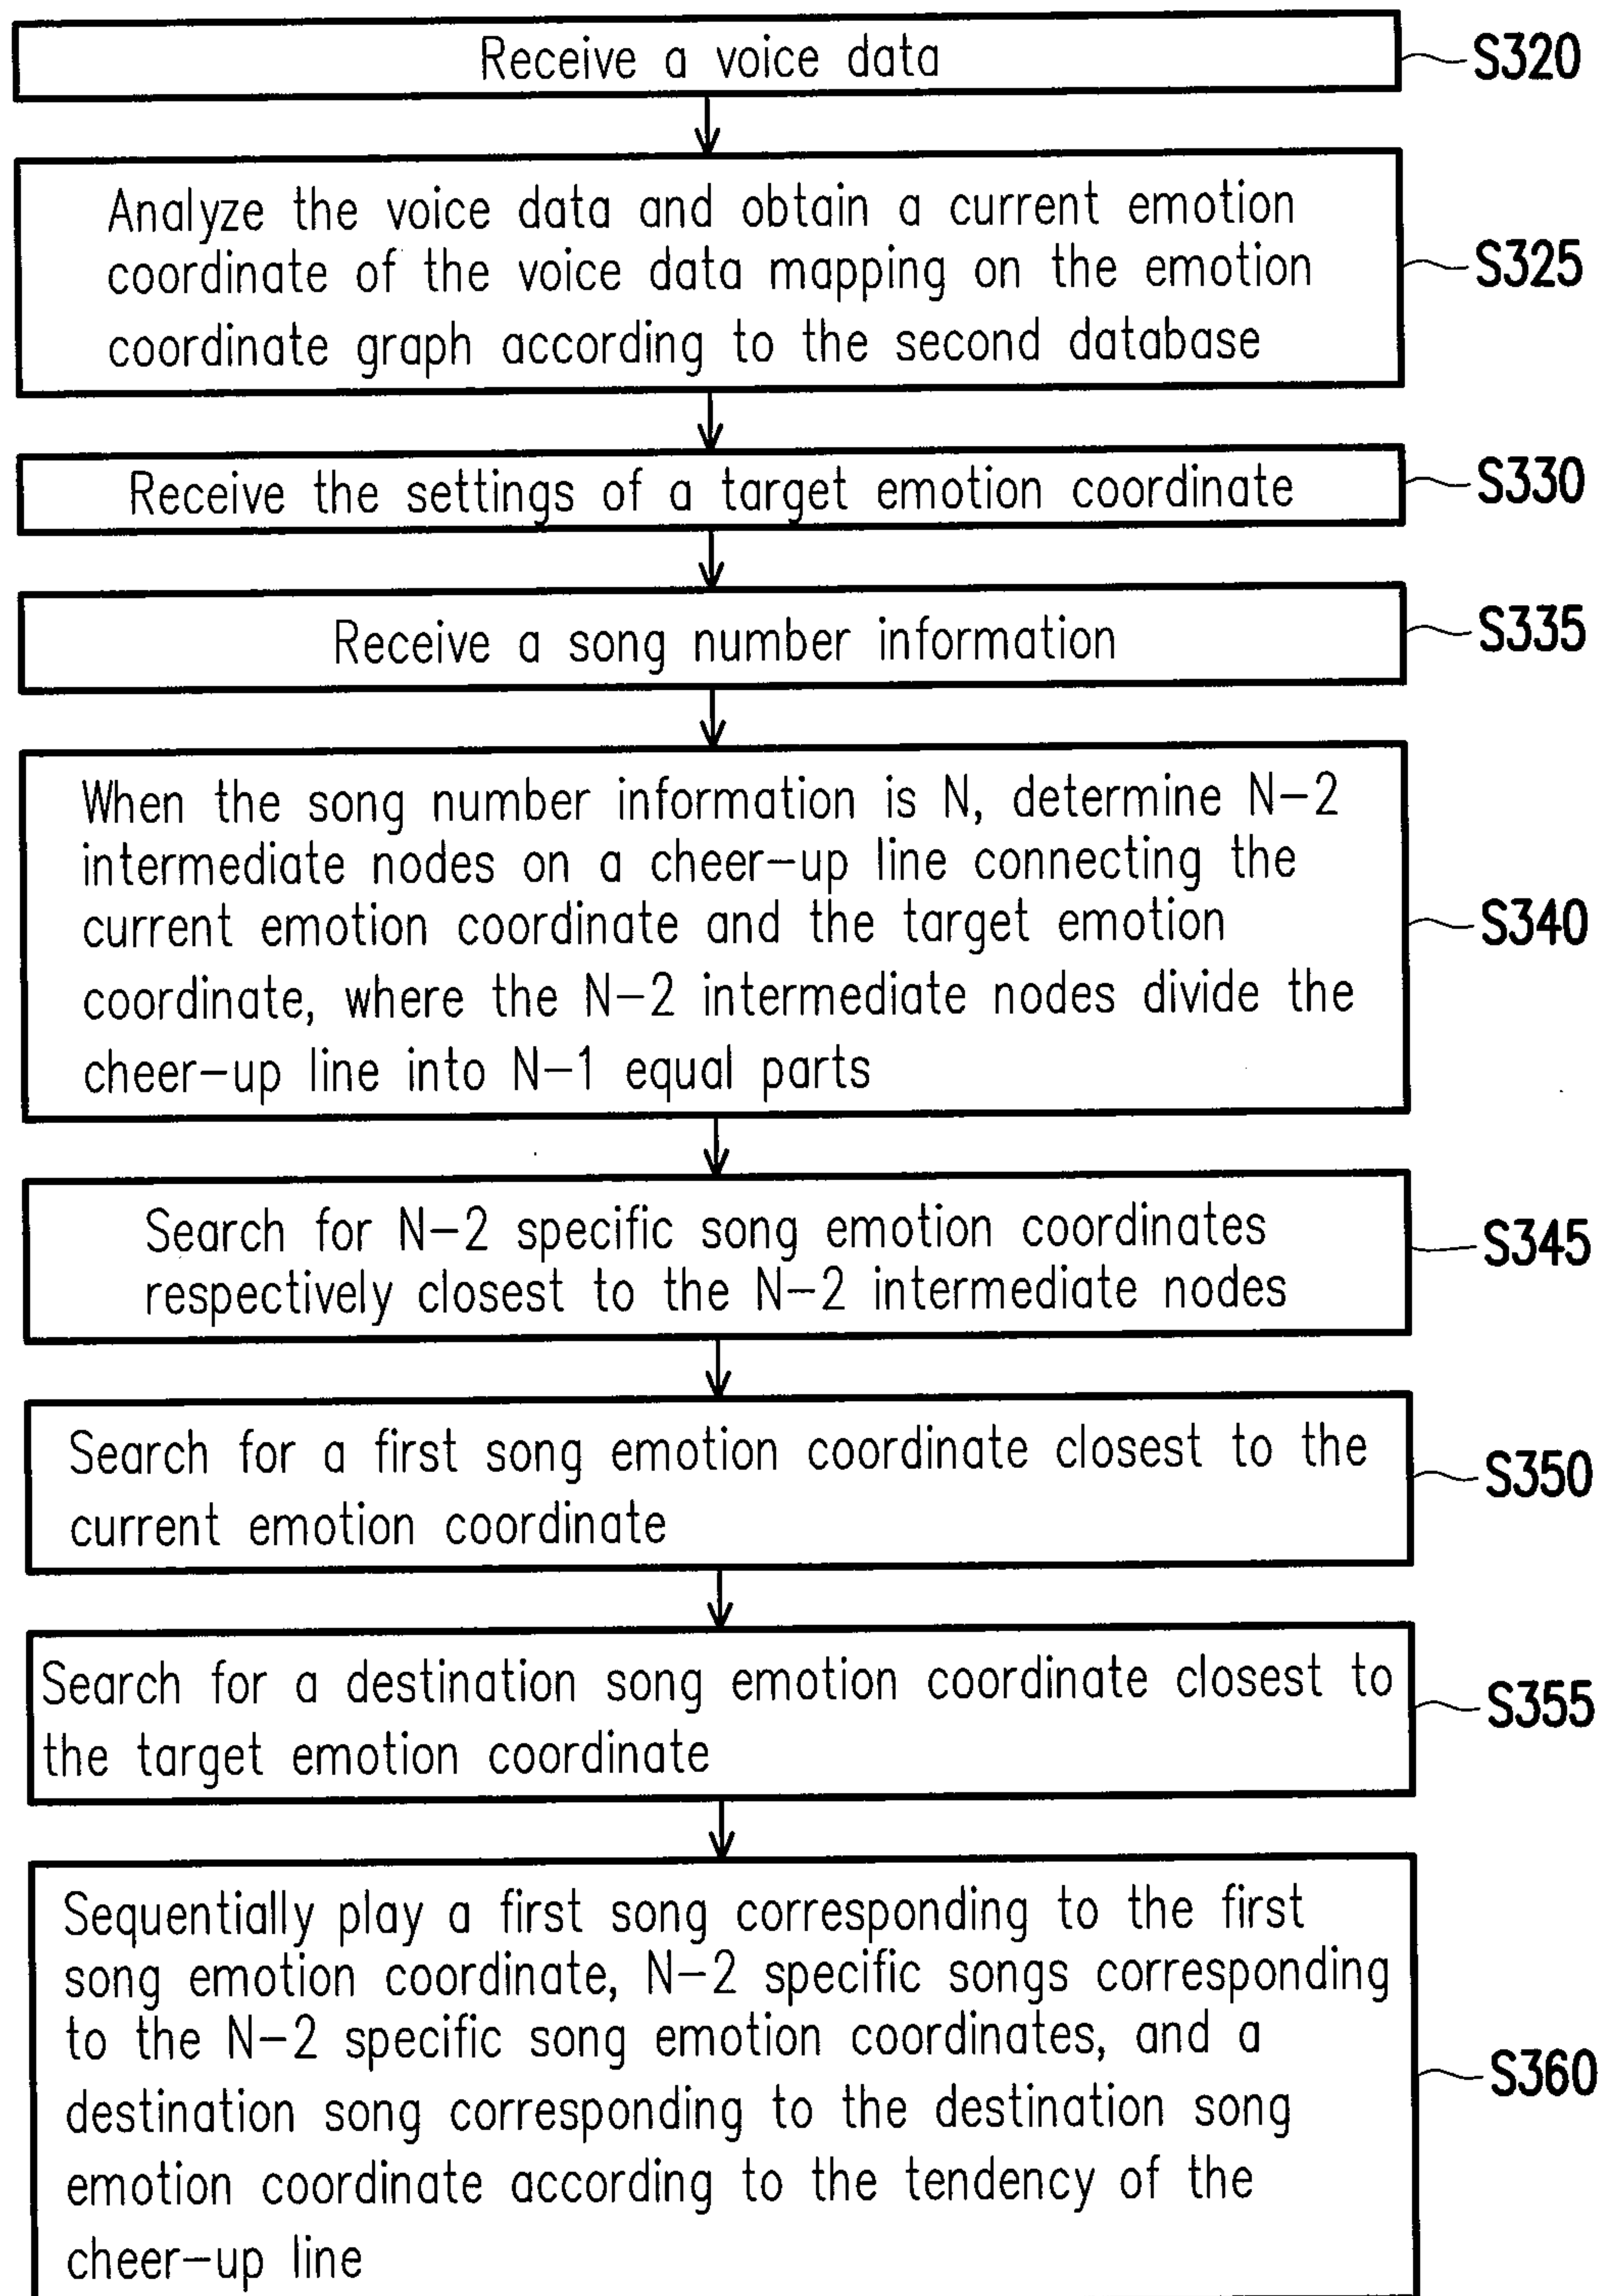 Receive a voice data
S320
Analyze the voice data and obtain a current emotion
coordinate of the voice data mapping on the emotion
coordinate graph according to the second database
S325
Receive the settings of a target emotion coordinate
S330
Receive a song number information
S335
When the song number information is N, determine N-2
intermediate nodes on a cheer-up line connecting the
current emotion coordinate and the target emotion
coordinate, where the N-2 intermediate nodes divide the
cheer-up line into N-1 equal parts
S340
Search for N-2 specific song emotion coordinates
respectively closest to the N-2 intermediate nodes
S345
Search for a first song emotion coordinate closest to the
current emotion coordinate
S350
Search for a destination song emotion coordinate closest to
the target emotion coordinate
S355
Sequentially play a first song corresponding to the first
song emotion coordinate, N-2 specific songs corresponding
to the N-2 specific song emotion coordinates, and a
destination song corresponding to the destination song
emotion coordinate according to the tendency of the
cheer-up line
S360